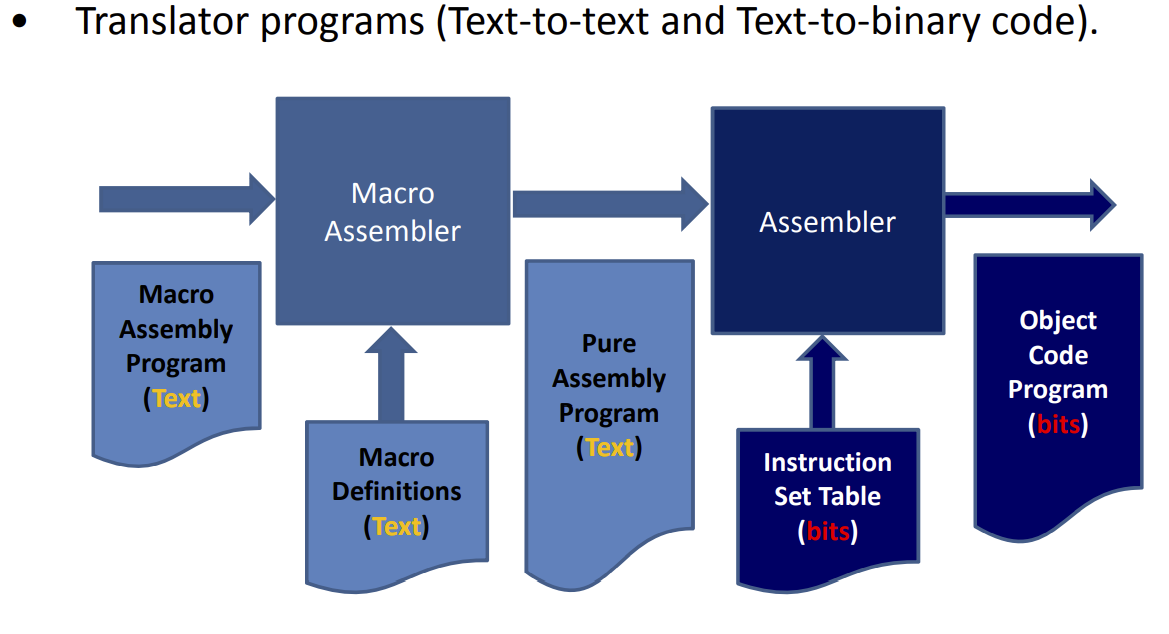 • Translator programs (Text-to-text and Text-to-binary code).
Macro
Assembler
Assembler
Macro
Assembly
Program
(Text)
Macro
Definitions
(Text)
Pure
Assembly
Program
(Text)
Instruction
Set Table
(bits)
Object
Code
Program
(bits)